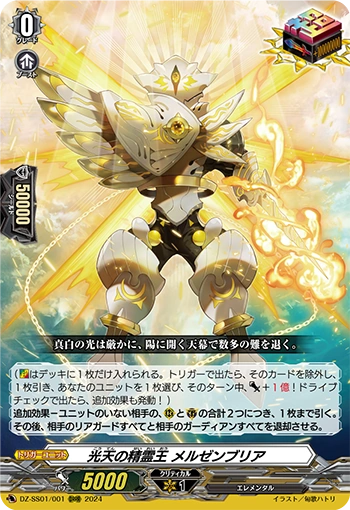 0
グレード
ブースト
50000
シールド
真白の光は厳かに、陽に開く天幕で数多の難を退く。
(はデッキに1枚だけ入れられる。トリガーで出たら、そのカードを除外し、
1枚引き、あなたのユニットを1枚選び、そのターン中、+1億!ドライブ
チェックで出たら、追加効果も発動!)
追加効果-ユニットのいない相手の、ⓇとⒼの合計2つにつき、1枚まで引く。
その後、相手のリアガードすべてとガーディアンすべてを退却させる。
トリガーユニット
光天の精霊王 メルゼンブリア
パワー
5000
クリティカル
1
エレメンタル
DZ-SS01/001
2024
イラスト/匈歌ハトリ